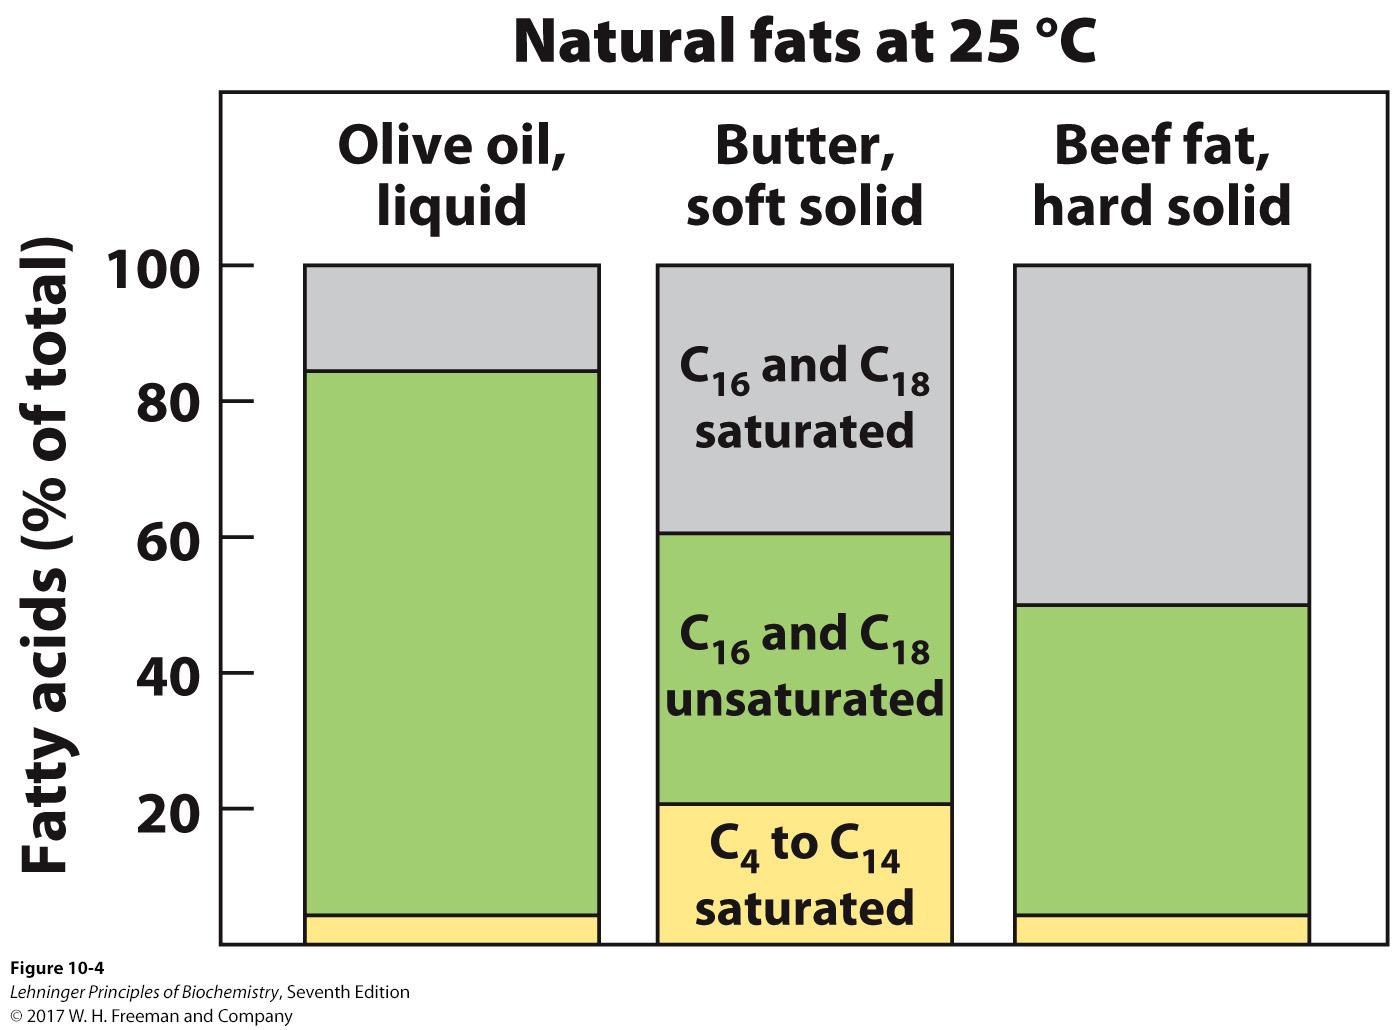 Natural fats at 25 °C
Olive oil,
liquid
Butter,
soft solid
Beef fat,
hard solid
Fatty acids (% of total)
100
80
60
40
20
C₁₆ and C₁₈
saturated
C₁₆ and C₁₈
unsaturated
C₄ to C₁₄
saturated
Figure 10-4
Lehninger Principles of Biochemistry, Seventh Edition
© 2017 W. H. Freeman and Company